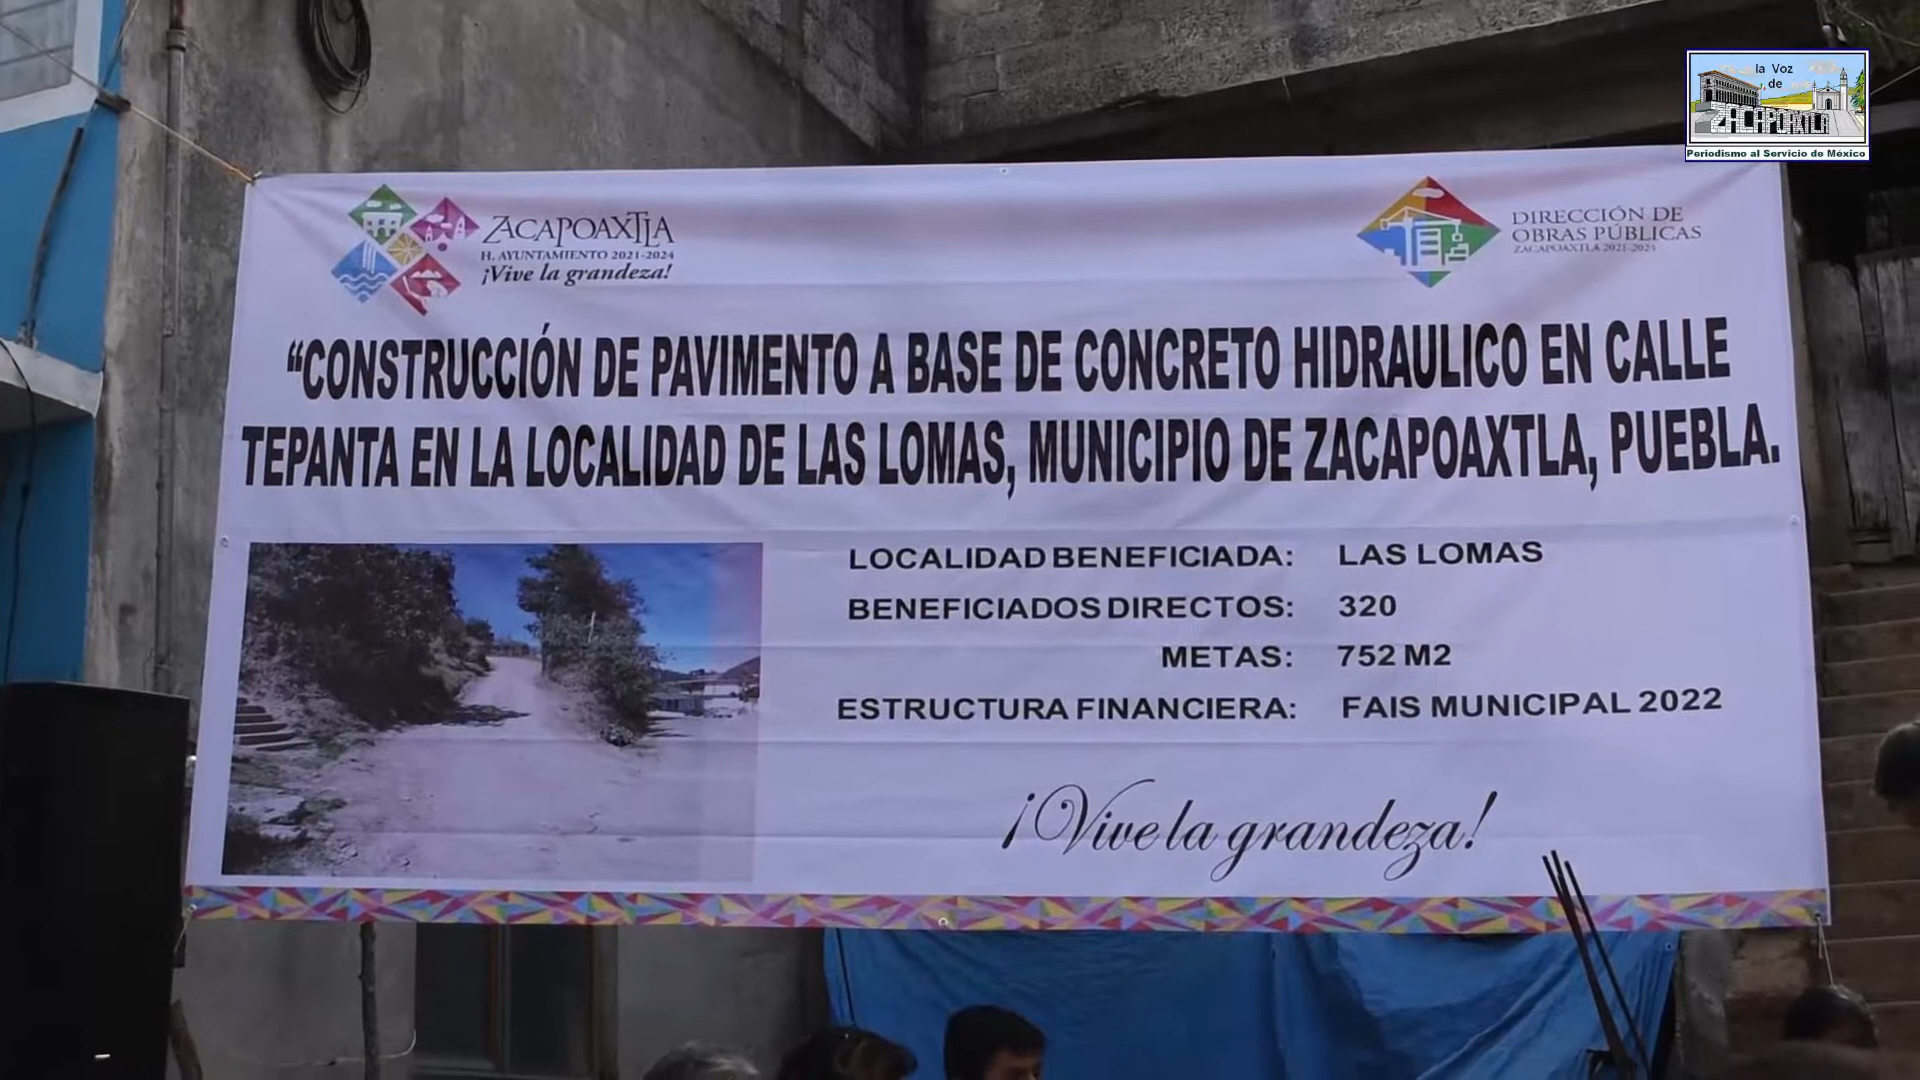 la Voz
de
ZACAPOAXTLA
Periodismo al Servicio de México
ZACAPOAXTLA
H. AYUNTAMIENTO 2021-2024
¡Vive la grandeza!
DIRECCIÓN DE
OBRAS PÚBLICAS
ZACAPOAXTLA 2021-2024
“CONSTRUCCIÓN DE PAVIMENTO A BASE DE CONCRETO HIDRAULICO EN CALLE
TEPANTA EN LA LOCALIDAD DE LAS LOMAS, MUNICIPIO DE ZACAPOAXTLA, PUEBLA.
LOCALIDAD BENEFICIADA: LAS LOMAS
BENEFICIADOS DIRECTOS: 320
METAS: 752 M2
ESTRUCTURA FINANCIERA: FAIS MUNICIPAL 2022
¡Vive la grandeza!